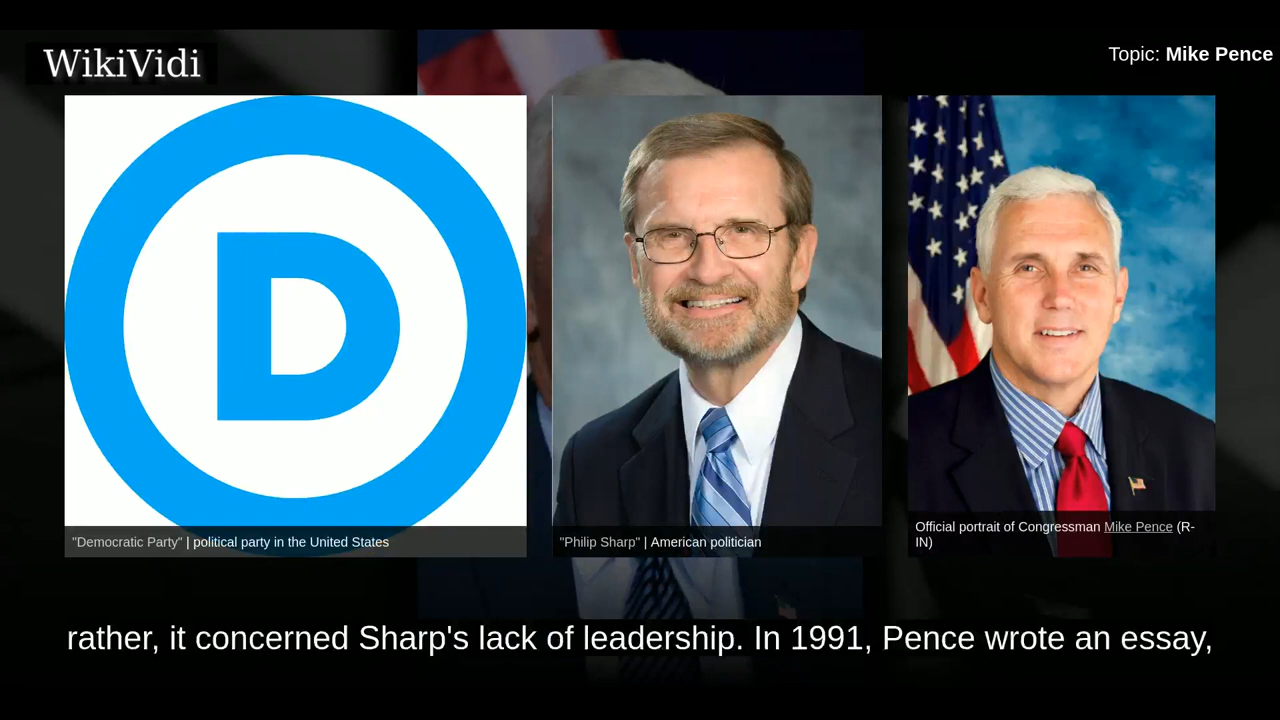 WikiVidi
Topic: Mike Pence
D
"Democratic Party" | political party in the United States
"Philip Sharp" | American politician
Official portrait of Congressman Mike Pence (R-
IN)
rather, it concerned Sharp's lack of leadership. In 1991, Pence wrote an essay,